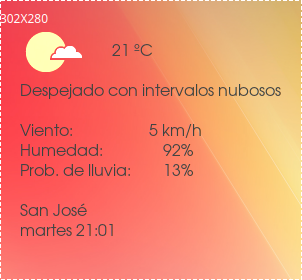 302X280
21 ºC
Despejado con intervalos nubosos
Viento: 5 km/h
Humedad: 92%
Prob. de lluvia: 13%
San José
martes 21:01